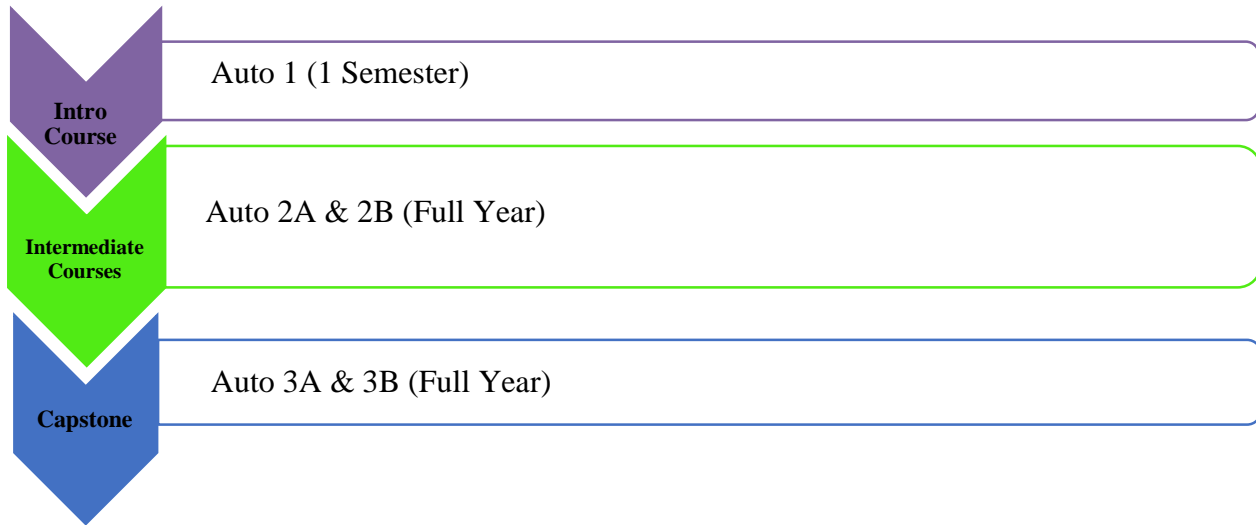 Intro
Course
Auto 1 (1 Semester)
Intermediate
Courses
Auto 2A & 2B (Full Year)
Capstone
Auto 3A & 3B (Full Year)